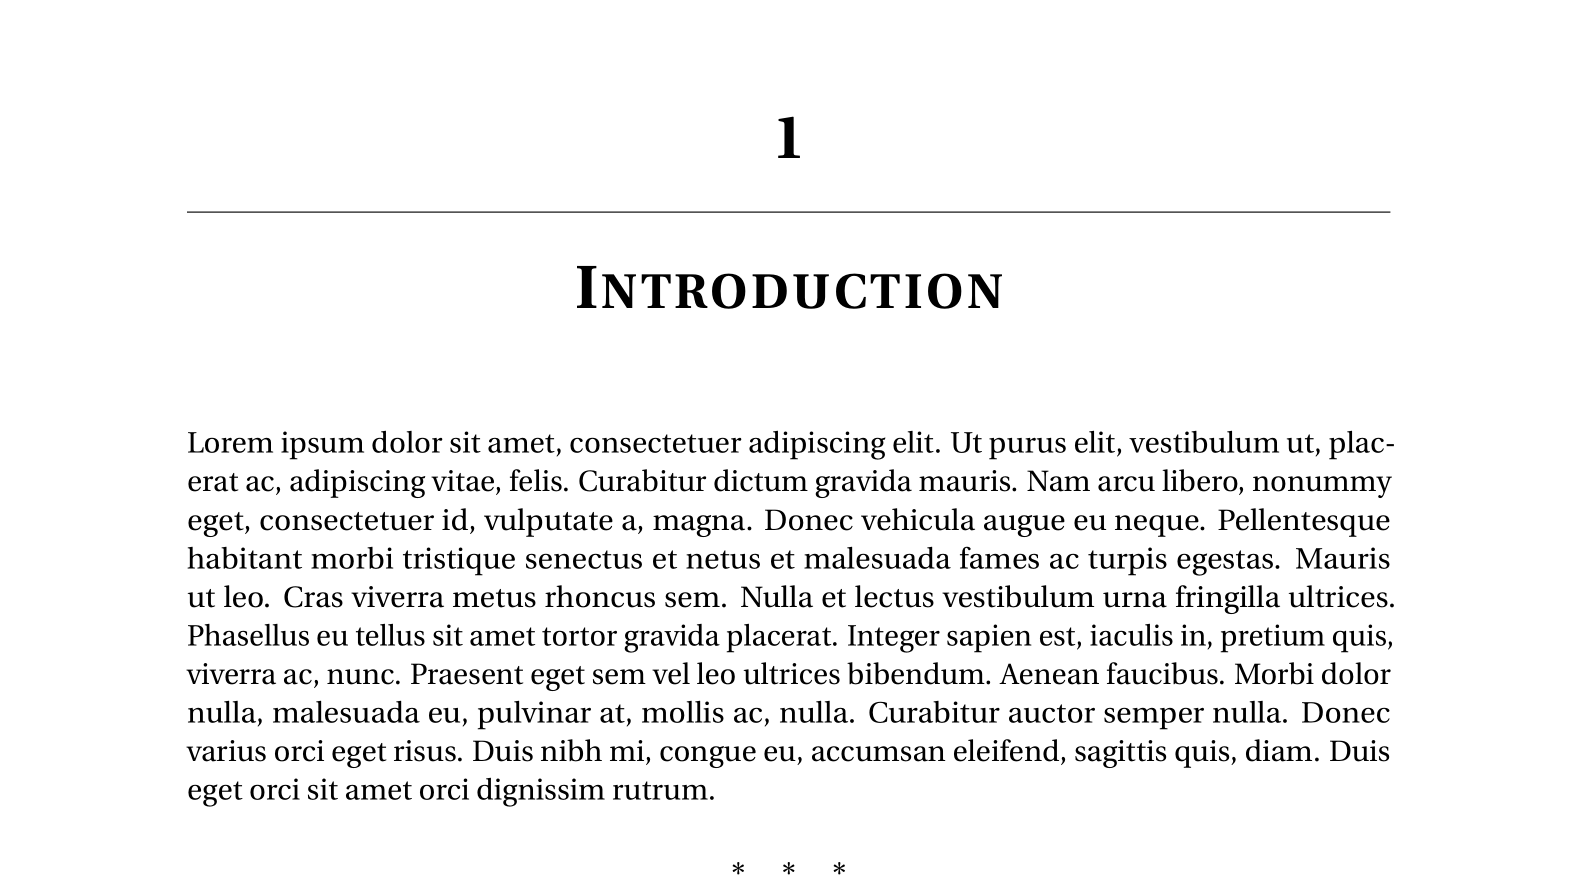 1
INTRODUCTION
Lorem ipsum dolor sit amet, consectetuer adipiscing elit. Ut purus elit, vestibulum ut, plac-
erat ac, adipiscing vitae, felis. Curabitur dictum gravida mauris. Nam arcu libero, nonummy
eget, consectetuer id, vulputate a, magna. Donec vehicula augue eu neque. Pellentesque
habitant morbi tristique senectus et netus et malesuada fames ac turpis egestas. Mauris
ut leo. Cras viverra metus rhoncus sem. Nulla et lectus vestibulum urna fringilla ultrices.
Phasellus eu tellus sit amet tortor gravida placerat. Integer sapien est, iaculis in, pretium quis,
viverra ac, nunc. Praesent eget sem vel leo ultrices bibendum. Aenean faucibus. Morbi dolor
nulla, malesuada eu, pulvinar at, mollis ac, nulla. Curabitur auctor semper nulla. Donec
varius orci eget risus. Duis nibh mi, congue eu, accumsan eleifend, sagittis quis, diam. Duis
eget orci sit amet orci dignissim rutrum.
* * *